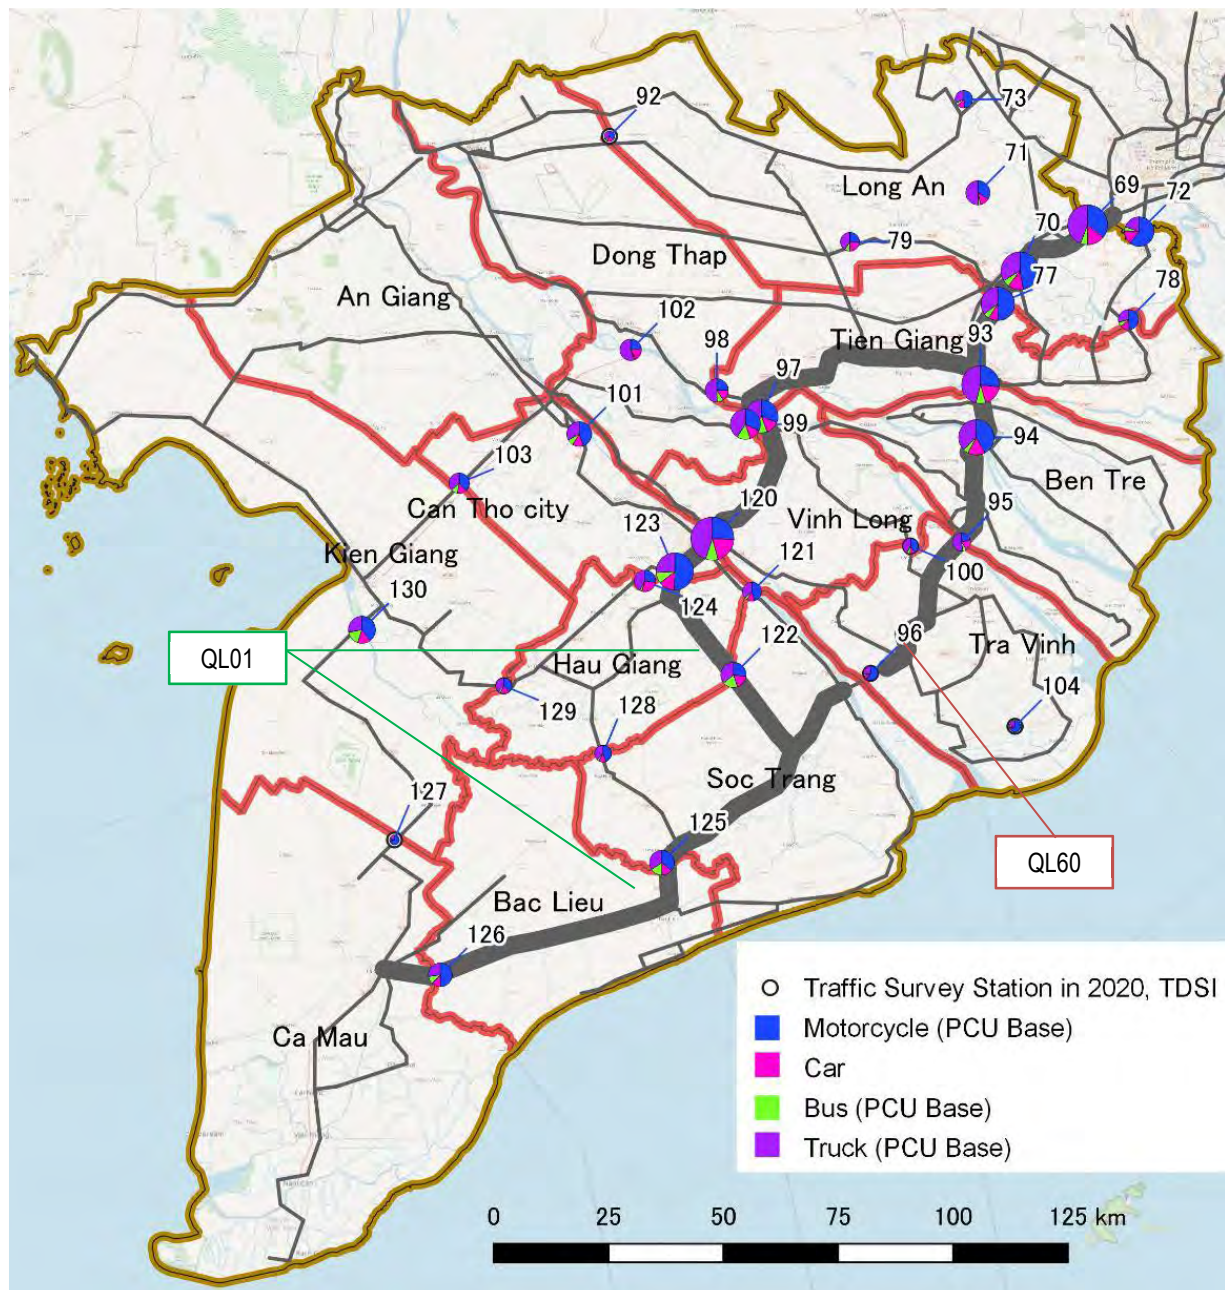 92
73
71
69
72
Long An
70
79
Dong Thap
77
78
An Giang
102
93
98
Tien Giang
97
101
99
94
103
Ben Tre
Can Tho city
120
95
123
Vinh Long
Kien Giang
121
100
130
124
122
96
QL01
Tra Vinh
Hau Giang
104
129
128
Soc Trang
127
125
QL60
Bac Lieu
126
Traffic Survey Station in 2020, TDSI
Motorcycle (PCU Base)
Ca Mau
Car
Bus (PCU Base)
Truck (PCU Base)
0 25 50 75 100 125 km